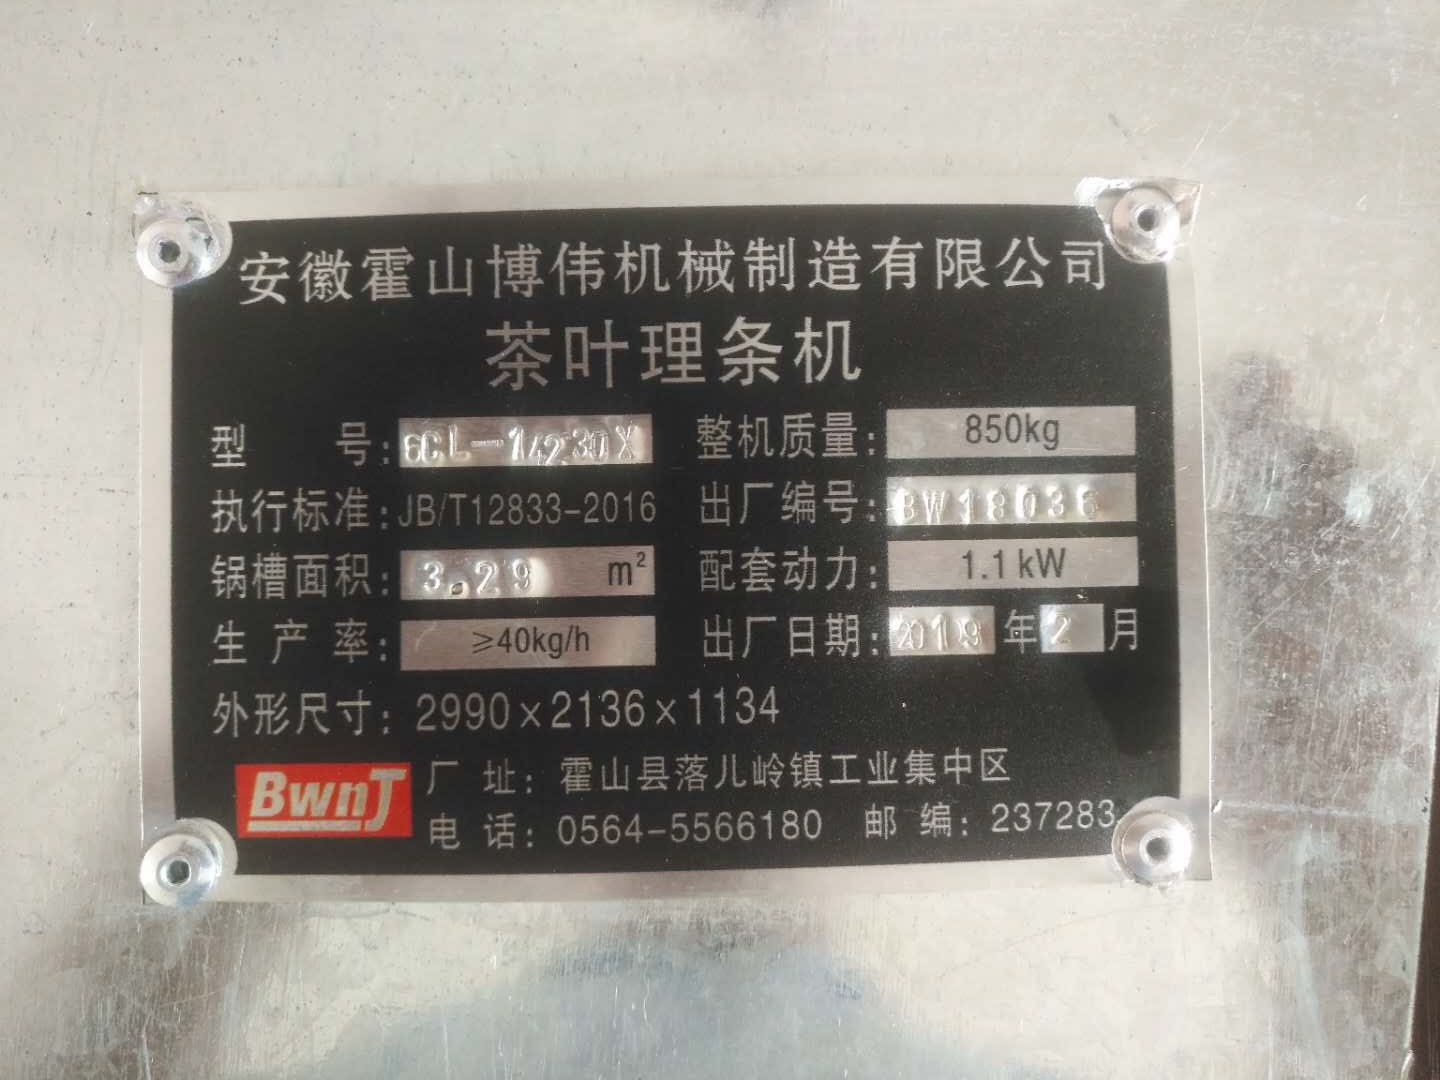 安徽霍山博伟机械制造有限公司
茶叶理条机
型 号: 6CL-14230X 整机质量: 850kg
执行标准: JB/T12833-2016 出厂编号: BW18036
锅槽面积: 3.29 m² 配套动力: 1.1kW
生产率: ≥40kg/h 出厂日期: 2019年2月
外形尺寸: 2990×2136×1134
BwnJ 厂 址: 霍山县落儿岭镇工业集中区
电 话: 0564-5566180 邮 编: 237283